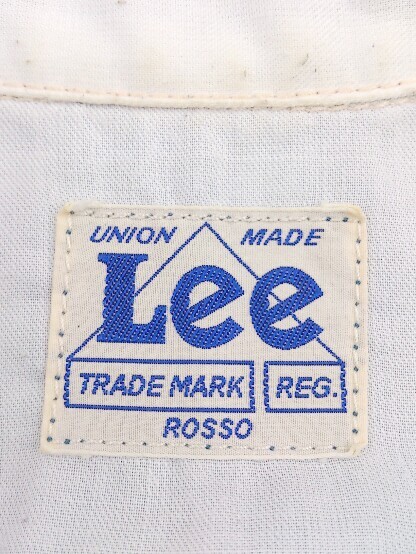 UNION MADE
Lee
TRADE MARK REG.
ROSSO